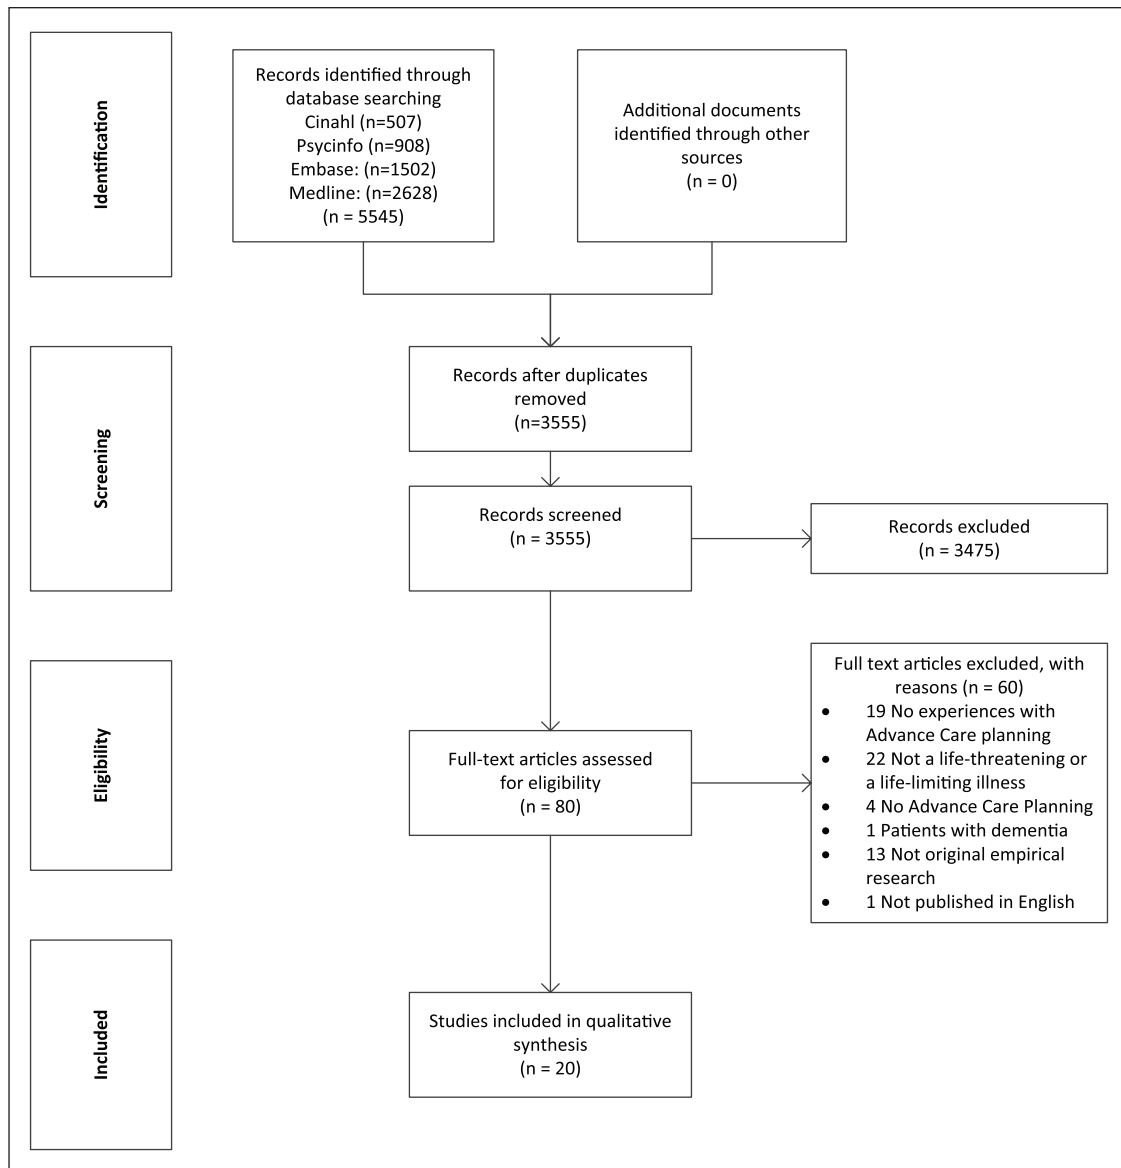 Identification
Records identified through
database searching
Cinahl (n=507)
Psycinfo (n=908)
Embase: (n=1502)
Medline: (n=2628)
(n = 5545)
Additional documents
identified through other
sources
(n = 0)
Screening
Records after duplicates
removed
(n=3555)
Records screened
(n = 3555)
Records excluded
(n = 3475)
Eligibility
Full-text articles assessed
for eligibility
(n = 80)
Full text articles excluded, with
reasons (n = 60)
• 19 No experiences with
Advance Care planning
• 22 Not a life-threatening or
a life-limiting illness
• 4 No Advance Care Planning
• 1 Patients with dementia
• 13 Not original empirical
research
• 1 Not published in English
Included
Studies included in qualitative
synthesis
(n = 20)